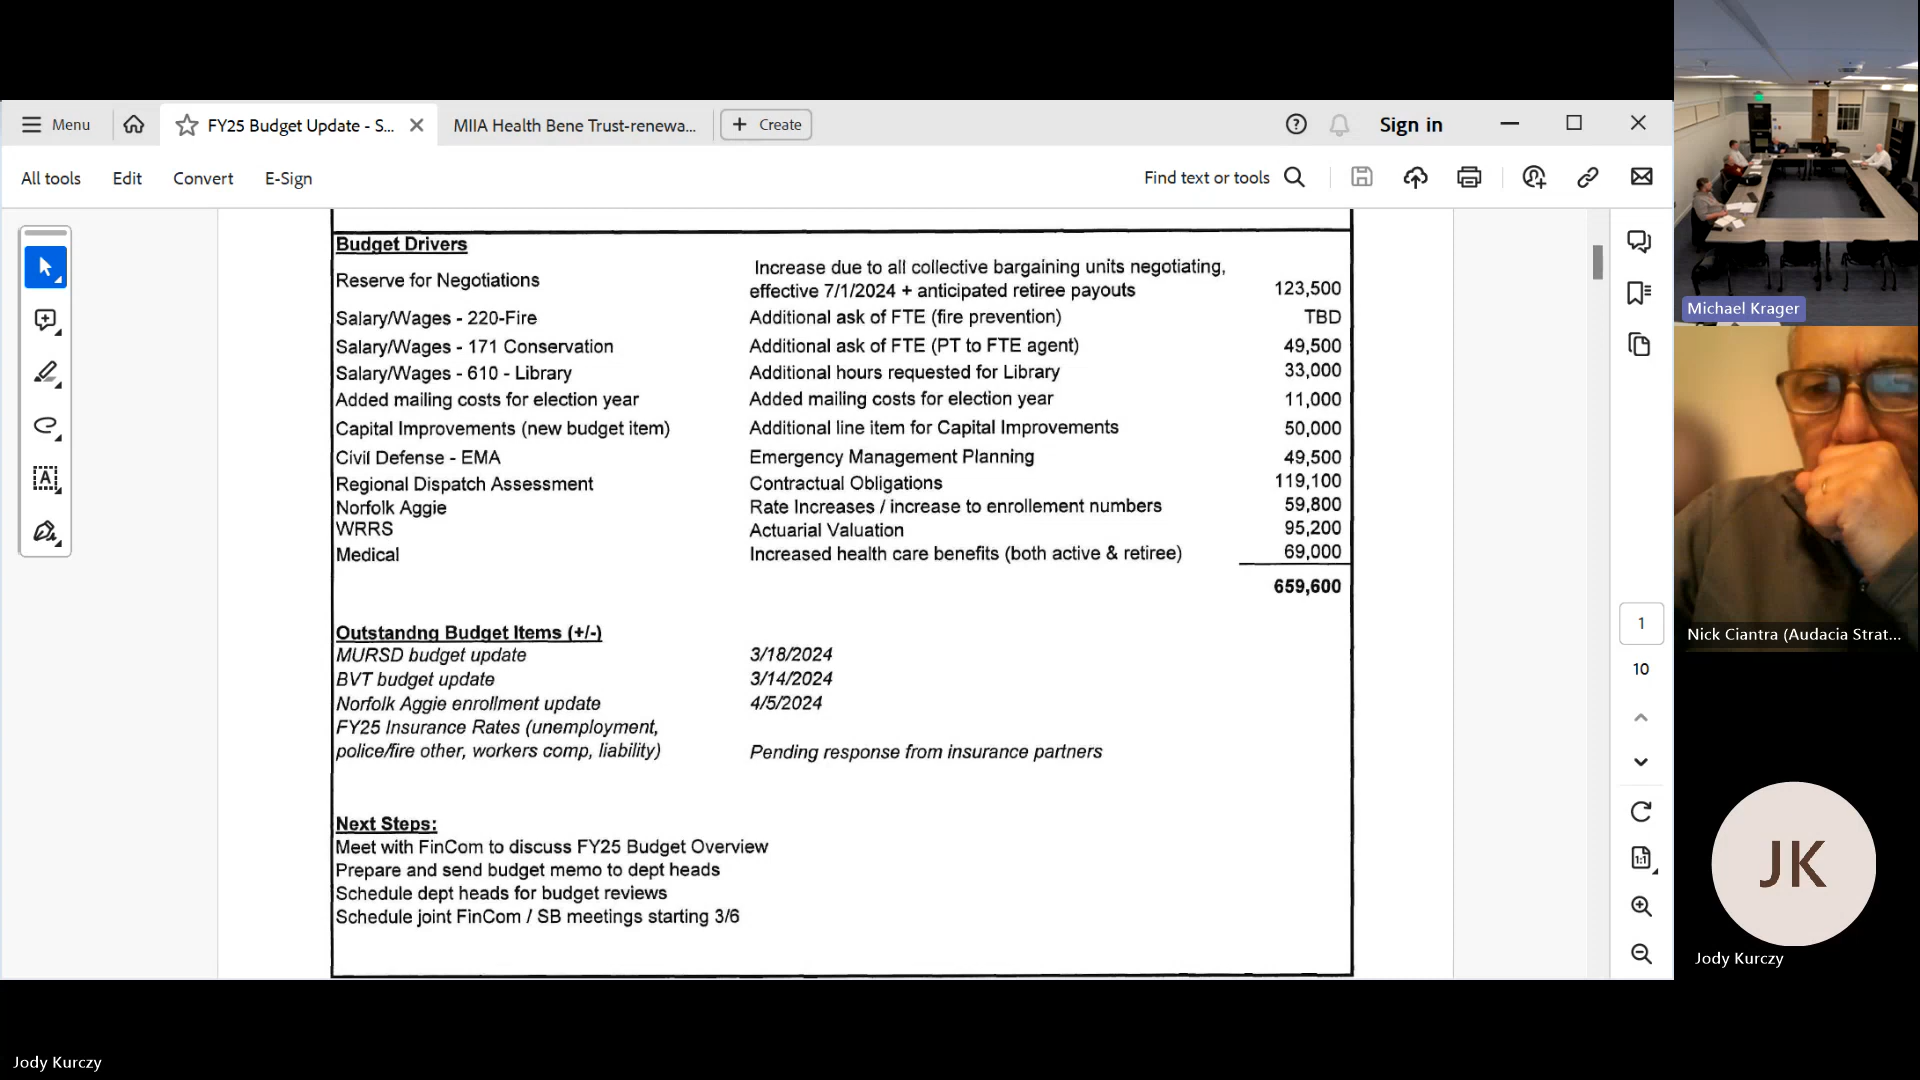 Menu
FY25 Budget Update - S...
MIIA Health Bene Trust-renewa...
Create
Sign in
All tools
Edit
Convert
E-Sign
Find text or tools
Budget Drivers
Reserve for Negotiations Increase due to all collective bargaining units negotiating, effective 7/1/2024 + anticipated retiree payouts 123,500
Salary/Wages - 220-Fire Additional ask of FTE (fire prevention) TBD
Salary/Wages - 171 Conservation Additional ask of FTE (PT to FTE agent) 49,500
Salary/Wages - 610 - Library Additional hours requested for Library 33,000
Added mailing costs for election year Added mailing costs for election year 11,000
Capital Improvements (new budget item) Additional line item for Capital Improvements 50,000
Civil Defense - EMA Emergency Management Planning 49,500
Regional Dispatch Assessment Contractual Obligations 119,100
Norfolk Aggie Rate Increases / increase to enrollement numbers 59,800
WRRS Actuarial Valuation 95,200
Medical Increased health care benefits (both active & retiree) 69,000
659,600
Outstandng Budget Items (+/-)
MURSD budget update 3/18/2024
BVT budget update 3/14/2024
Norfolk Aggie enrollment update 4/5/2024
FY25 Insurance Rates (unemployment,
police/fire other, workers comp, liability) Pending response from insurance partners
Next Steps:
Meet with FinCom to discuss FY25 Budget Overview
Prepare and send budget memo to dept heads
Schedule dept heads for budget reviews
Schedule joint FinCom / SB meetings starting 3/6
1
10
1:1
Michael Krager
Nick Ciantra (Audacia Strat...
JK
Jody Kurczy
Jody Kurczy